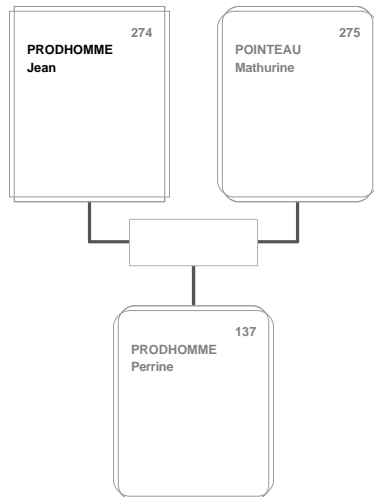 274
PRODHOMME
Jean
275
POINTEAU
Mathurine
137
PRODHOMME
Perrine